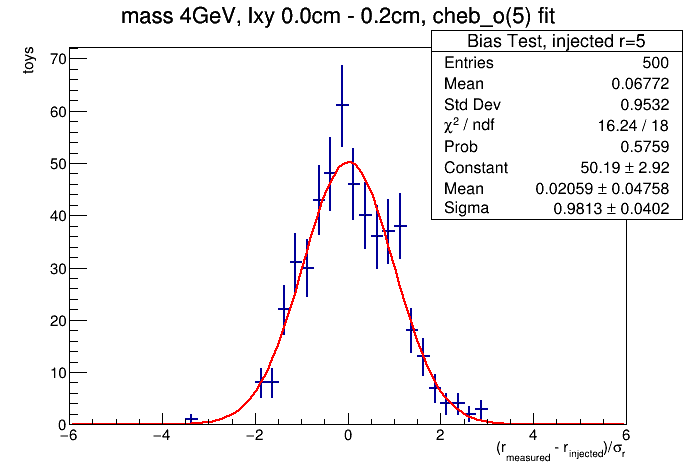 mass 4GeV, lxy 0.0cm - 0.2cm, cheb_o(5) fit
Bias Test, injected r=5
Entries 500
Mean 0.06772
Std Dev 0.9532
χ² / ndf 16.24 / 18
Prob 0.5759
Constant 50.19 ± 2.92
Mean 0.02059 ± 0.04758
Sigma 0.9813 ± 0.0402
toys
70
60
50
40
30
20
10
0
−6 −4 −2 0 2 4 6
(r_measured - r_injected)/σ_r